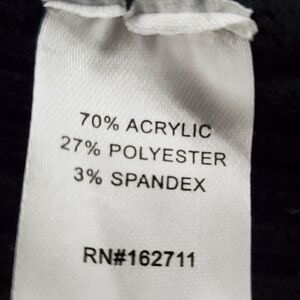 70% ACRYLIC
27% POLYESTER
3% SPANDEX
RN#162711